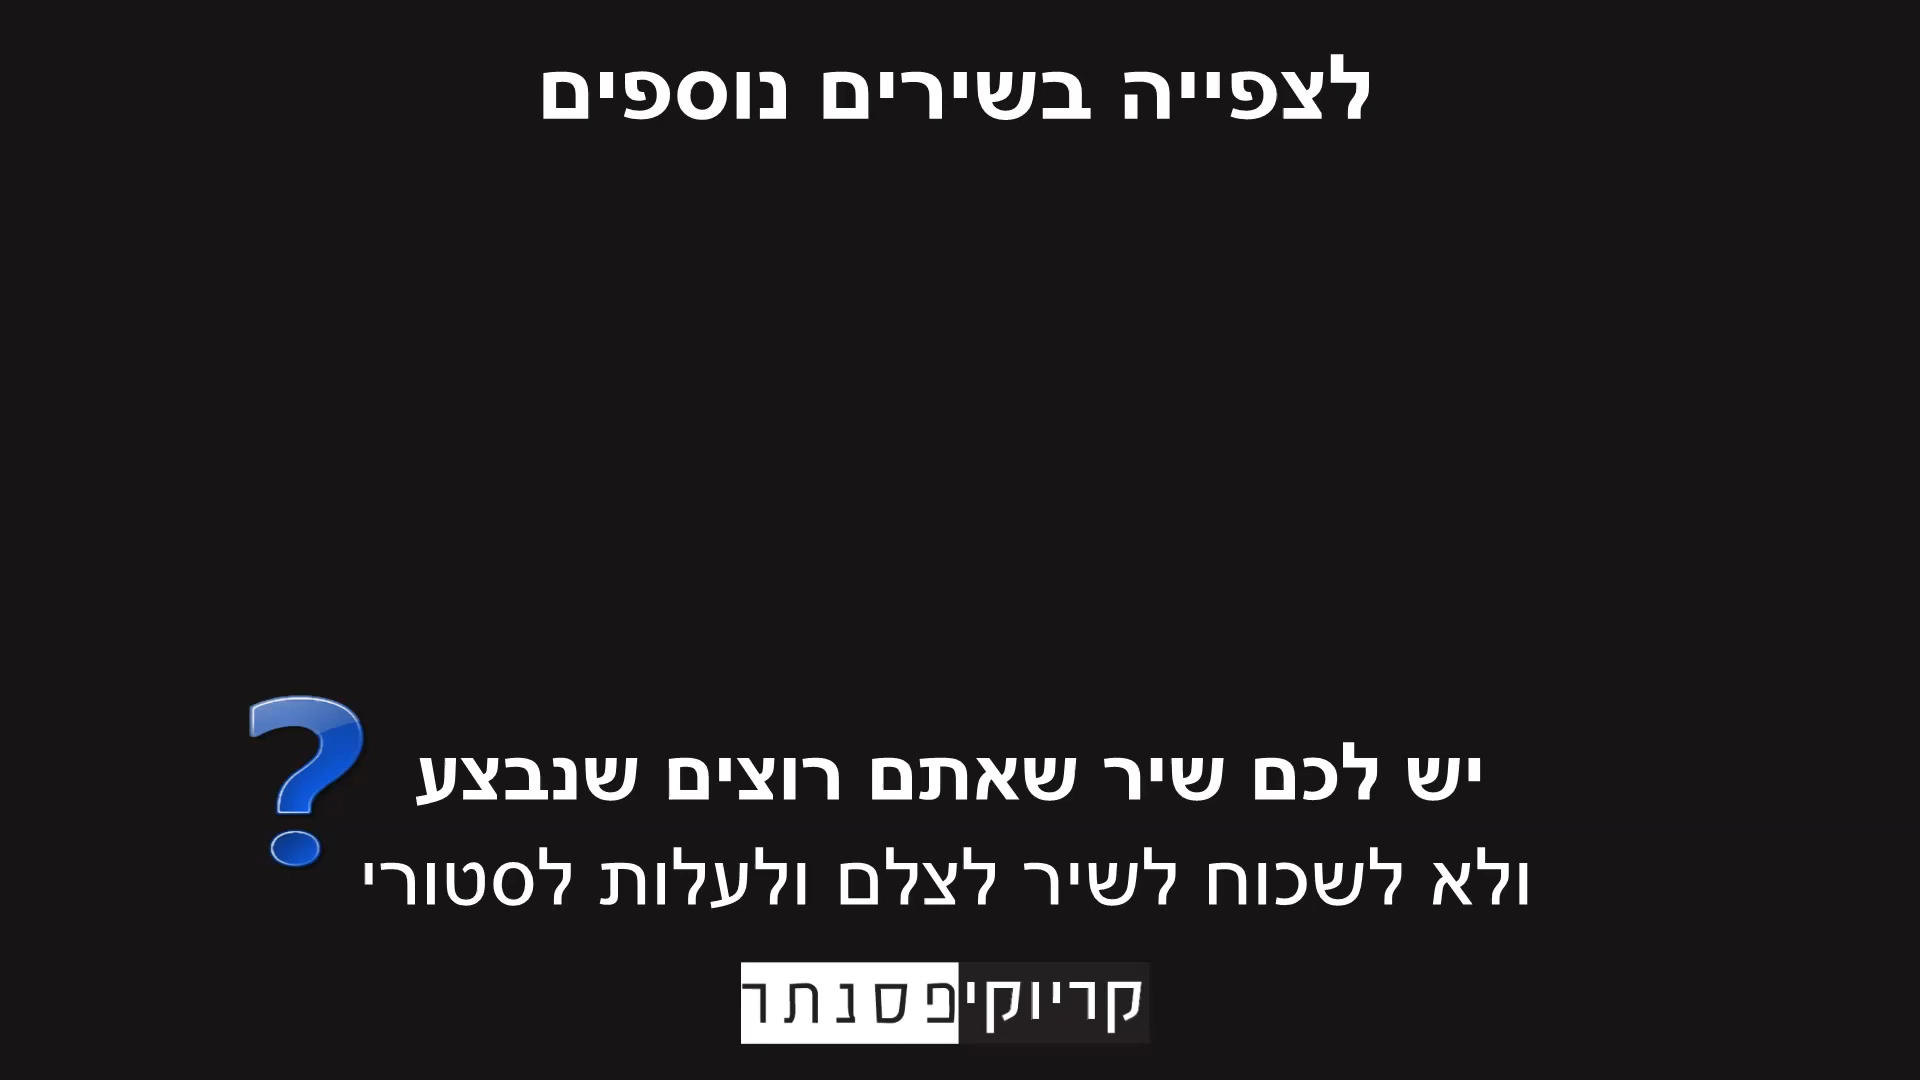 לצפייה בשירים נוספים
יש לכם שיר שאתם רוצים שנבצע?
ולא לשכוח לשיר לצלם ולעלות לסטורי
קריוקיפסנתר